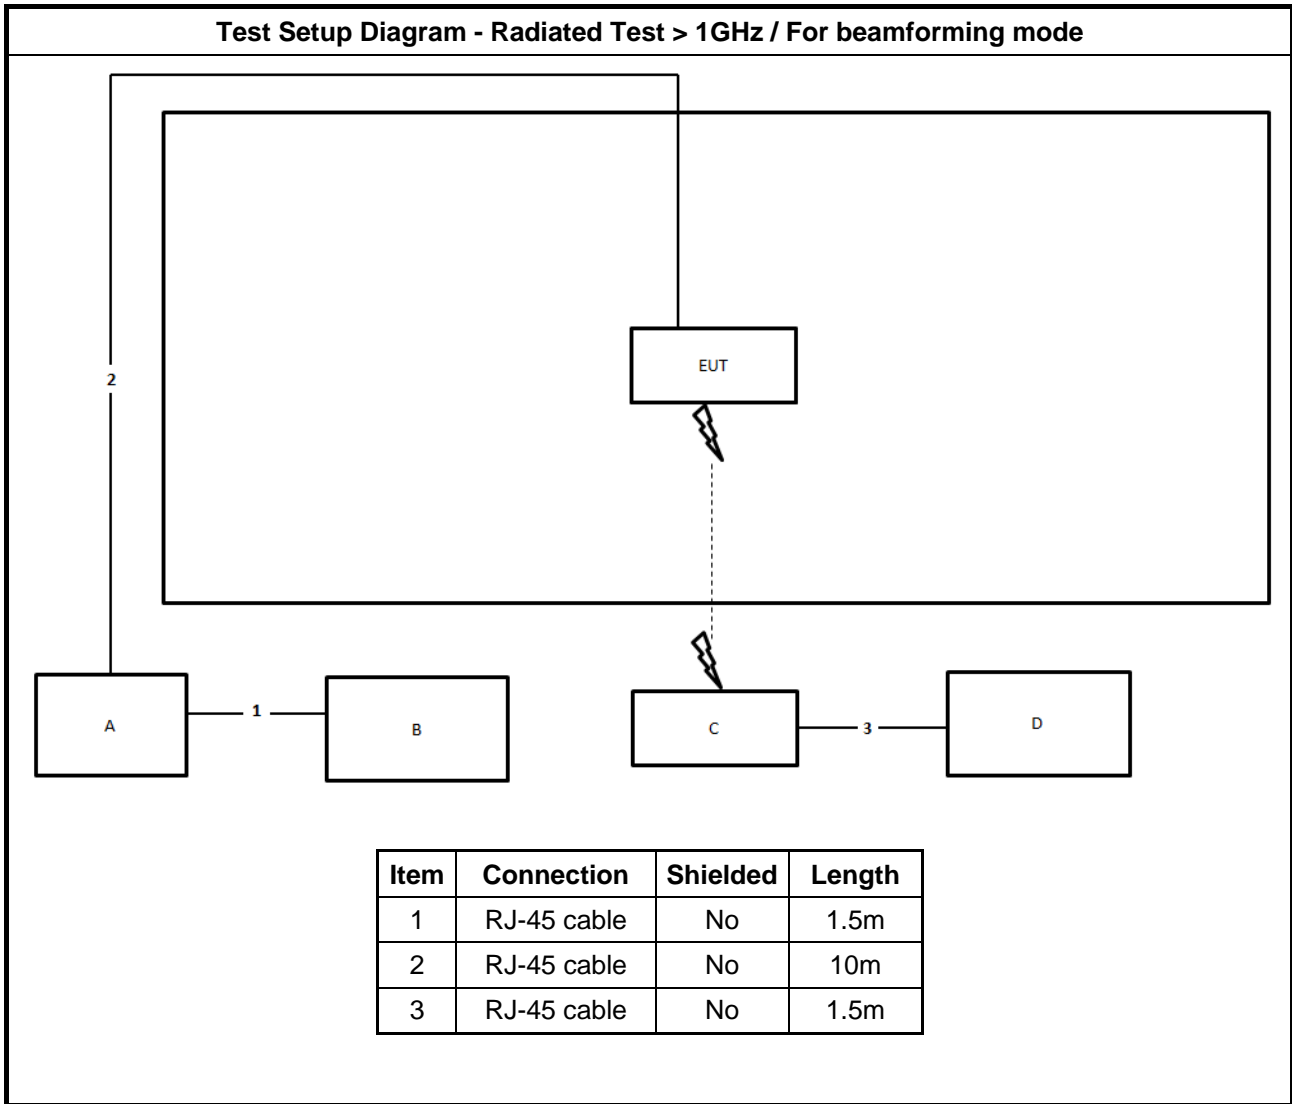 Test Setup Diagram - Radiated Test > 1GHz / For beamforming mode
EUT
2
A
1
B
C
3
D
Item Connection Shielded Length
1 RJ-45 cable No 1.5m
2 RJ-45 cable No 10m
3 RJ-45 cable No 1.5m